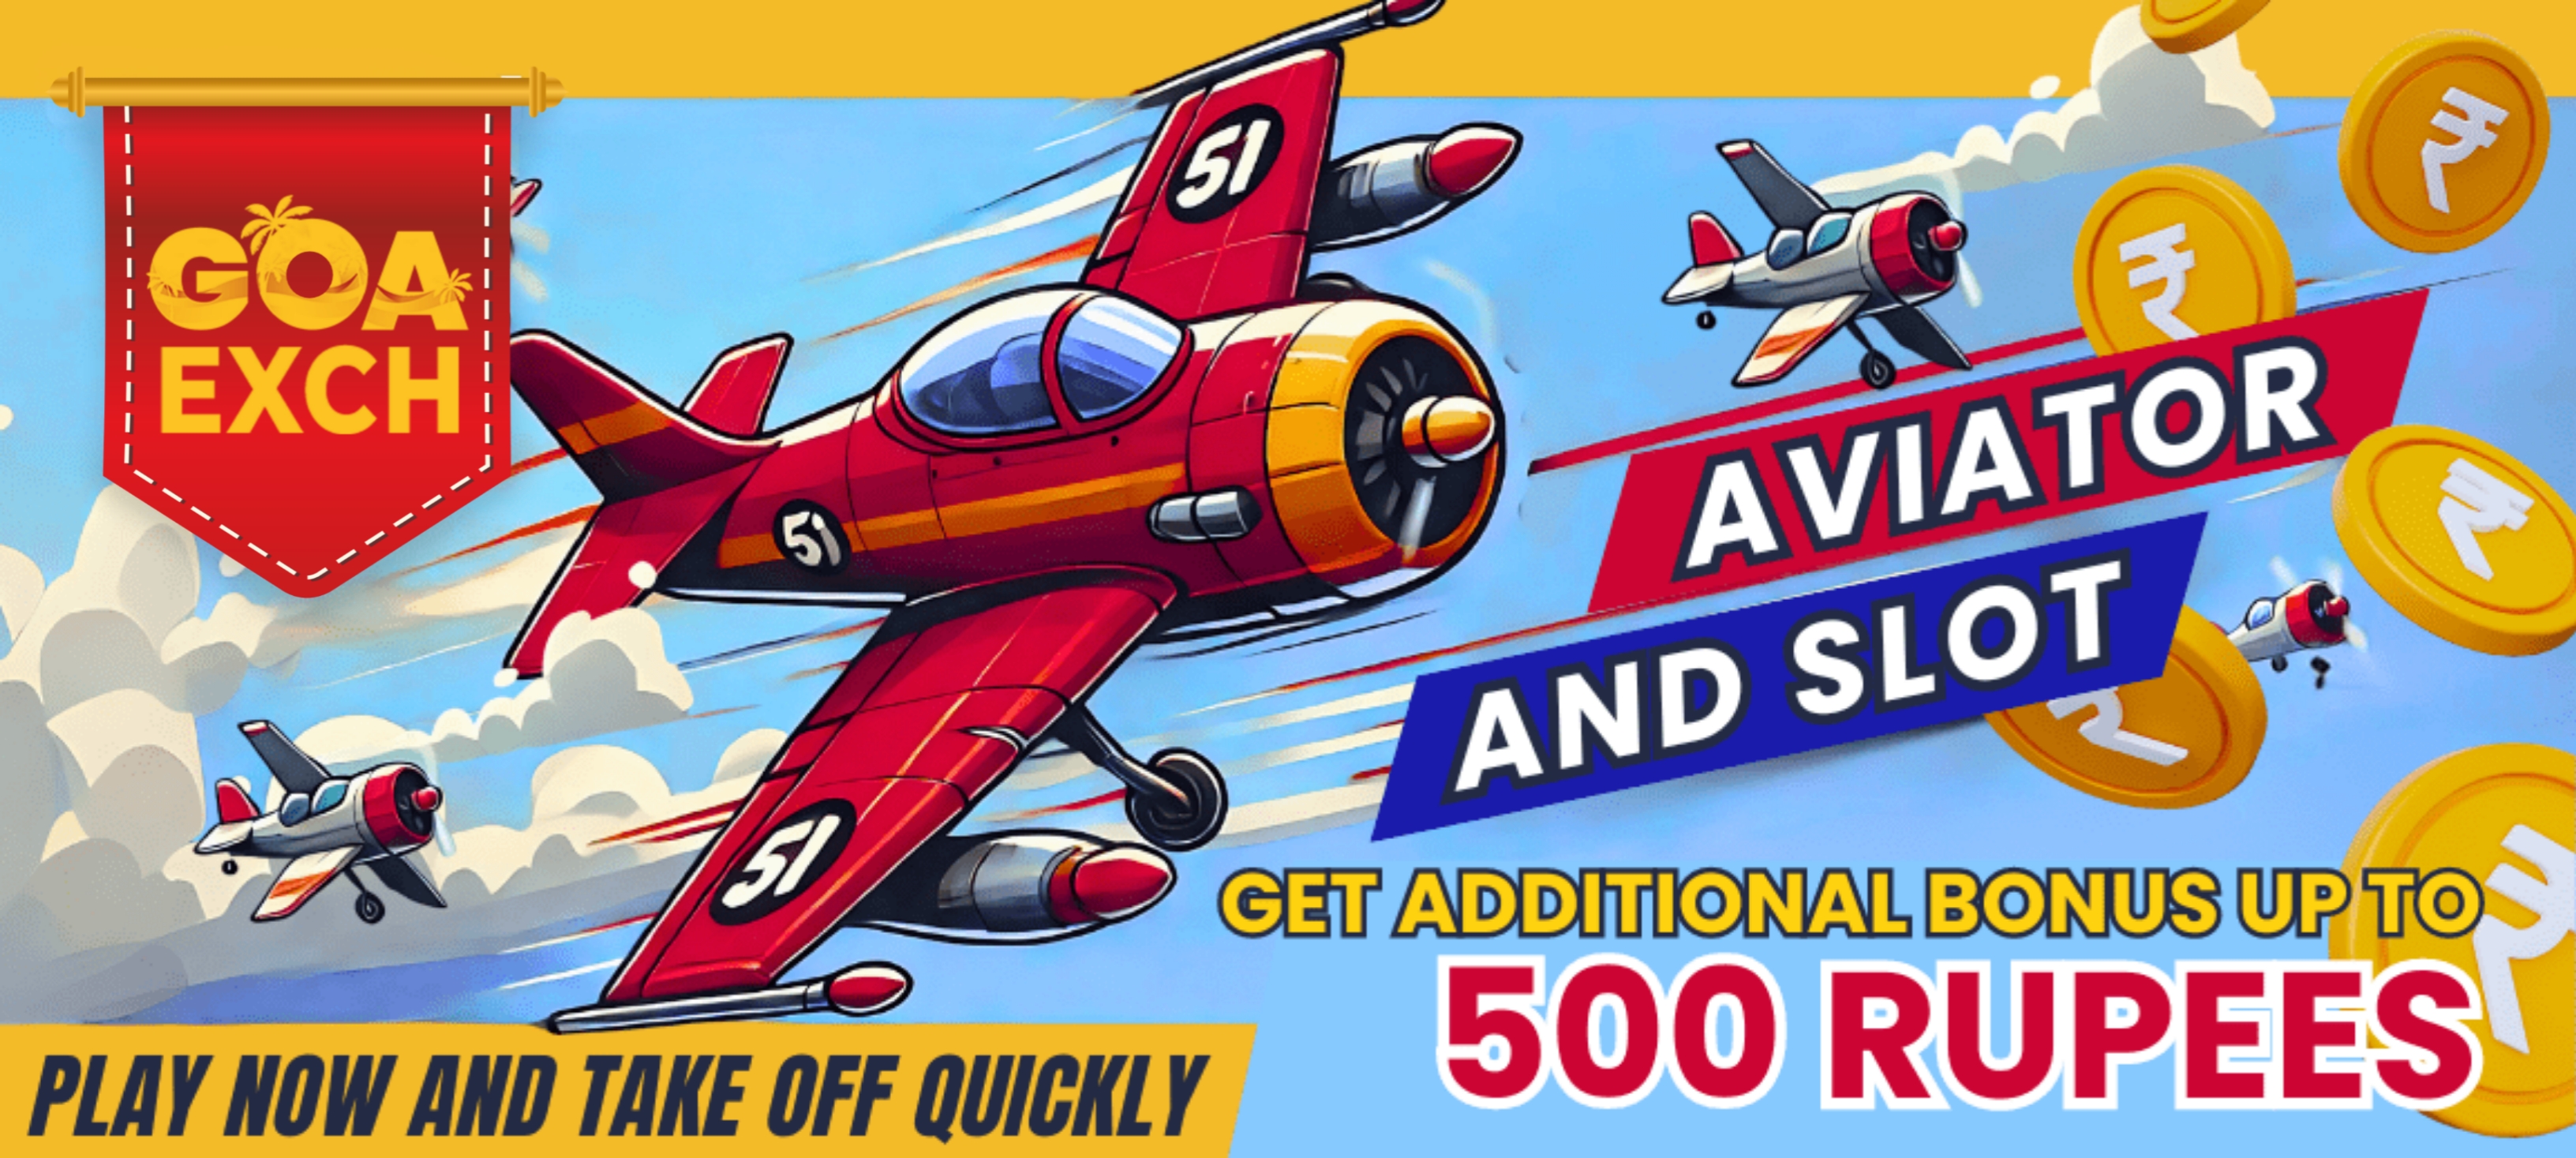 GOA
EXCH
51
51
51
AVIATOR
AND SLOT
GET ADDITIONAL BONUS UP TO
500 RUPEES
PLAY NOW AND TAKE OFF QUICKLY
₹
₹
₹
₹
₹